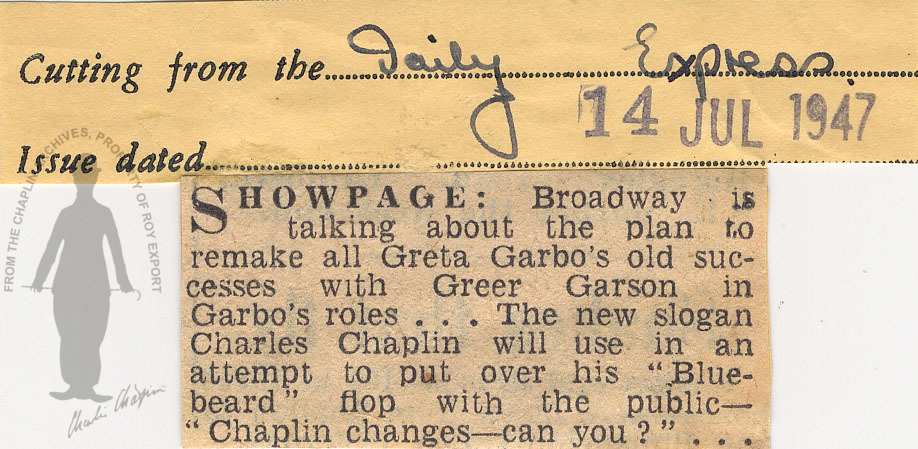 Cutting from the Daily Express.
14 JUL 1947
Issue dated
FROM THE CHAPLIN ARCHIVES, PROPERTY OF ROY EXPORT
SHOWPAGE: Broadway is
talking about the plan to
remake all Greta Garbo's old suc-
cesses with Greer Garson in
Garbo's roles . . . The new slogan
Charles Chaplin will use in an
attempt to put over his "Blue-
beard" flop with the public—
"Chaplin changes—can you?" . . .
Charlie Chaplin